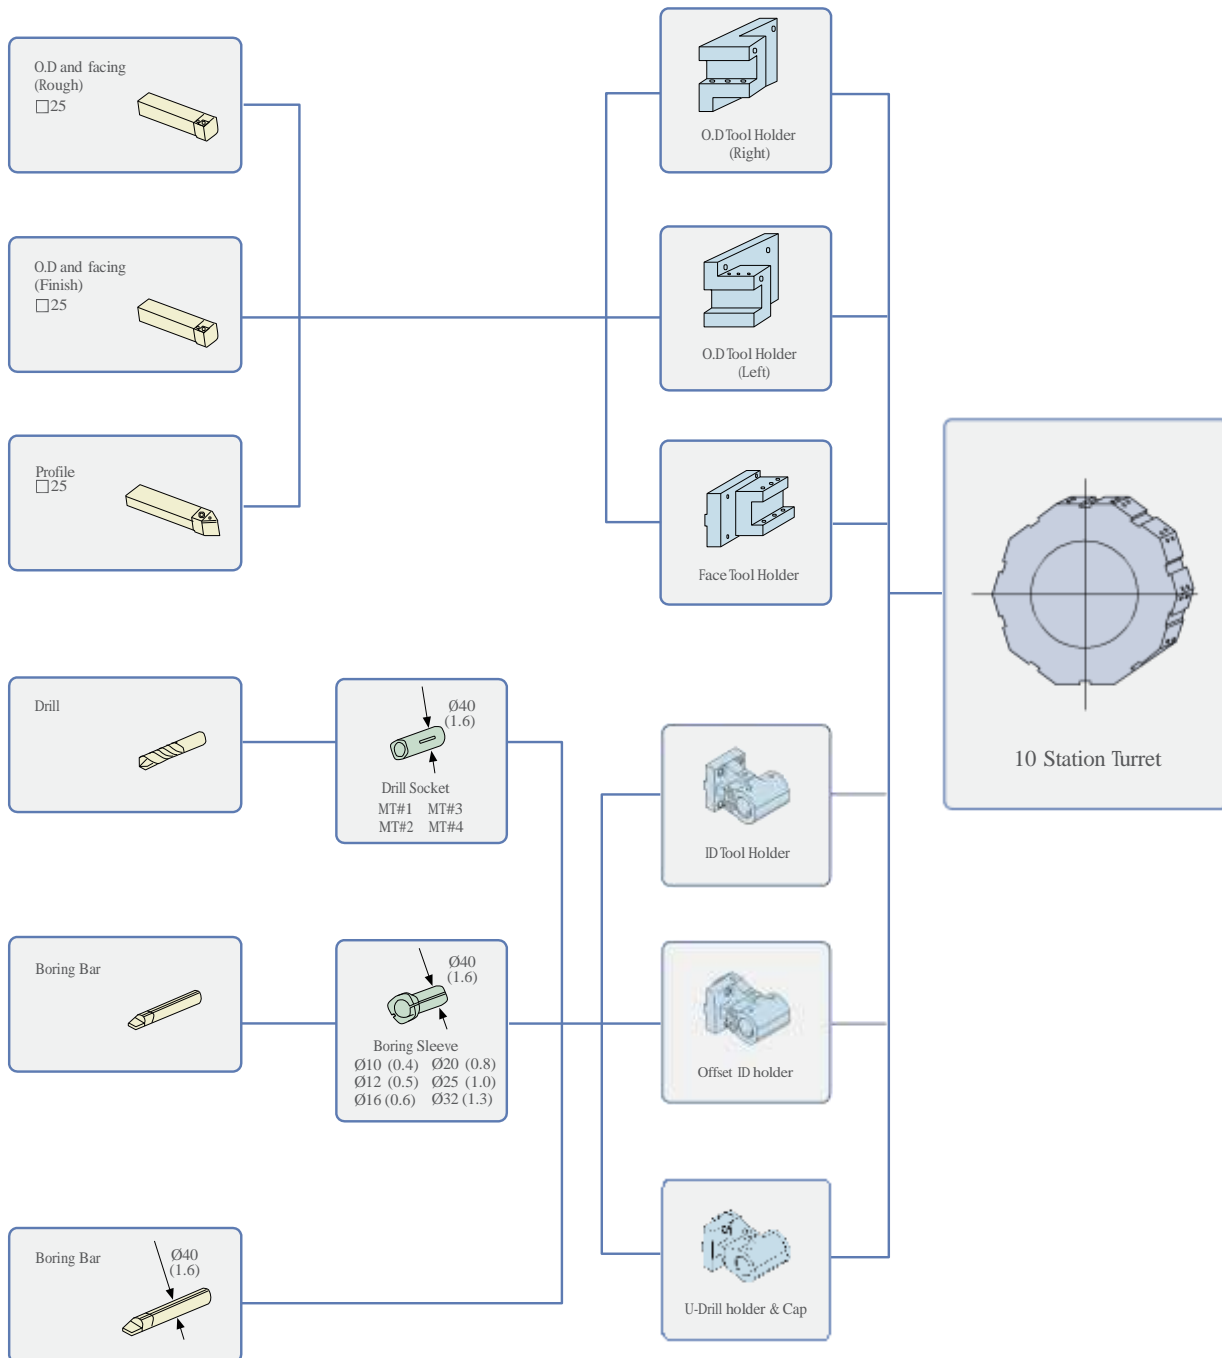 O.D and facing
(Rough)
□25
O.D and facing
(Finish)
□25
Profile
□25
Drill
Boring Bar
Boring Bar
Ø40
(1.6)
Ø40
(1.6)
Drill Socket
MT#1 MT#3
MT#2 MT#4
Ø40
(1.6)
Boring Sleeve
Ø10 (0.4) Ø20 (0.8)
Ø12 (0.5) Ø25 (1.0)
Ø16 (0.6) Ø32 (1.3)
O.D Tool Holder
(Right)
O.D Tool Holder
(Left)
Face Tool Holder
ID Tool Holder
Offset ID holder
U-Drill holder & Cap
10 Station Turret